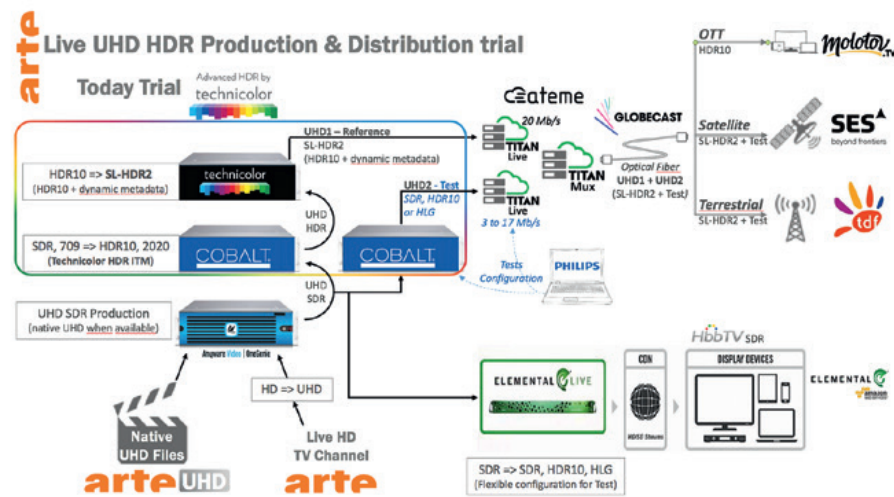 arte
Live UHD HDR Production & Distribution trial
Today Trial
Advanced HDR by
technicolor
HDR10 => SL-HDR2
(HDR10 + dynamic metadata)
technicolor
UHD1 – Reference
SL-HDR2
(HDR10 + dynamic metadata)
UHD
HDR
UHD2 - Test
SDR, HDR10
or HLG
SDR, 709 => HDR10, 2020
(Technicolor HDR ITM)
COBALT
COBALT
UHD
SDR
UHD SDR Production
(native UHD when available)
Anyware Video | OneGenie
HD => UHD
Native
UHD Files
arte UHD
Live HD
TV Channel
arte
ateme
20 Mb/s
TITAN
Live
TITAN
Live
3 to 17 Mb/s
TITAN
Mux
GLOBECAST
Optical Fiber
UHD1 + UHD2
(SL-HDR2 + Test)
Tests
Configuration
PHILIPS
OTT
HDR10
molotov.tv
Satellite
SL-HDR2 + Test
SES
beyond frontiers
Terrestrial
SL-HDR2 + Test
tdf
HbbTV SDR
ELEMENTAL LIVE
CDN
DISPLAY DEVICES
ELEMENTAL
amazon
SDR => SDR, HDR10, HLG
(Flexible configuration for Test)